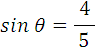 sin θ = 4/5